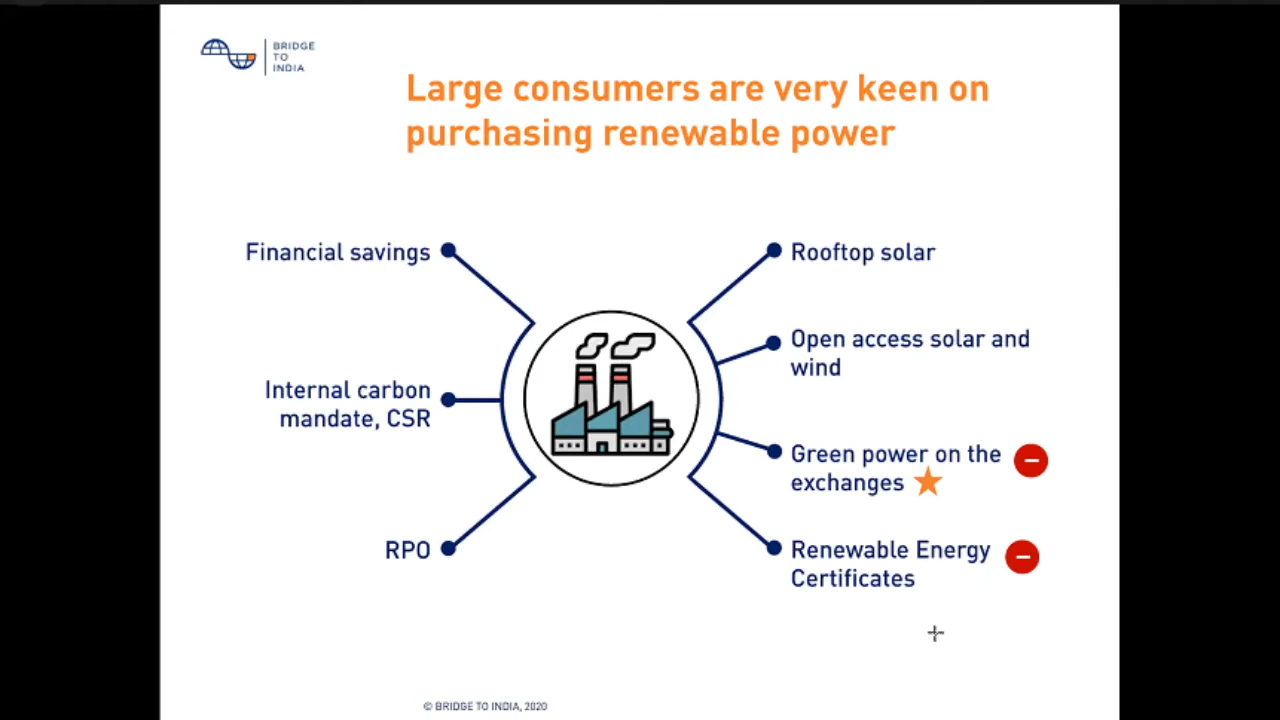 BRIDGE
TO
INDIA
Large consumers are very keen on
purchasing renewable power
Financial savings
Internal carbon
mandate, CSR
RPO
Rooftop solar
Open access solar and
wind
Green power on the
exchanges
Renewable Energy
Certificates
© BRIDGE TO INDIA, 2020